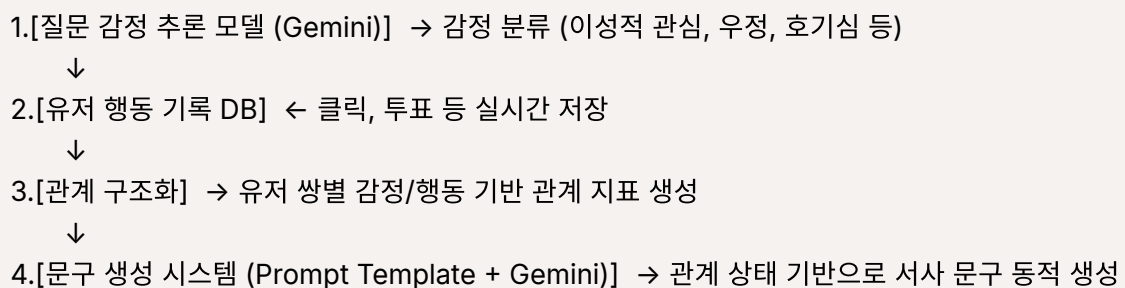 1.[질문 감정 추론 모델 (Gemini)] → 감정 분류 (이성적 관심, 우정, 호기심 등)
↓
2.[유저 행동 기록 DB] ← 클릭, 투표 등 실시간 저장
↓
3.[관계 구조화] → 유저 쌍별 감정/행동 기반 관계 지표 생성
↓
4.[문구 생성 시스템 (Prompt Template + Gemini)] → 관계 상태 기반으로 서사 문구 동적 생성